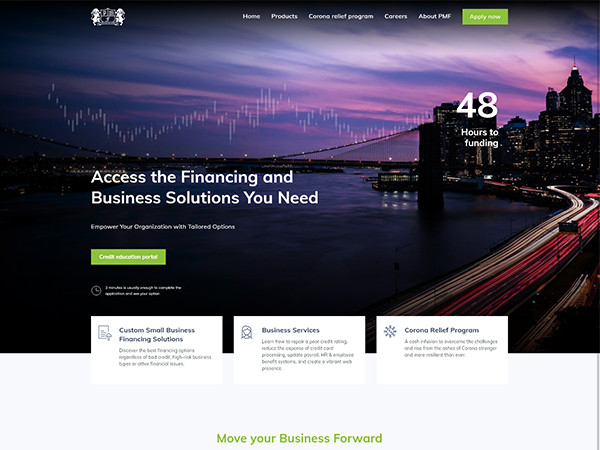 Home Products Corona relief program Careers About PMF Apply now
48
Hours to
funding
Access the Financing and
Business Solutions You Need
Empower Your Organization with Tailored Options
Credit education portal
2 minutes is usually enough to complete the
application and see your option
Custom Small Business
Financing Solutions
Discover the best financing options
regardless of bad credit, high-risk business
types or other financial issues.
Business Services
Learn how to repair a poor credit rating,
reduce the expense of credit card
processing, update payroll, HR & employee
benefit systems, and create a vibrant web
presence.
Corona Relief Program
A cash infusion to overcome the challenges
and rise from the ashes of Corona stronger
and more resilient than ever.
Move your Business Forward